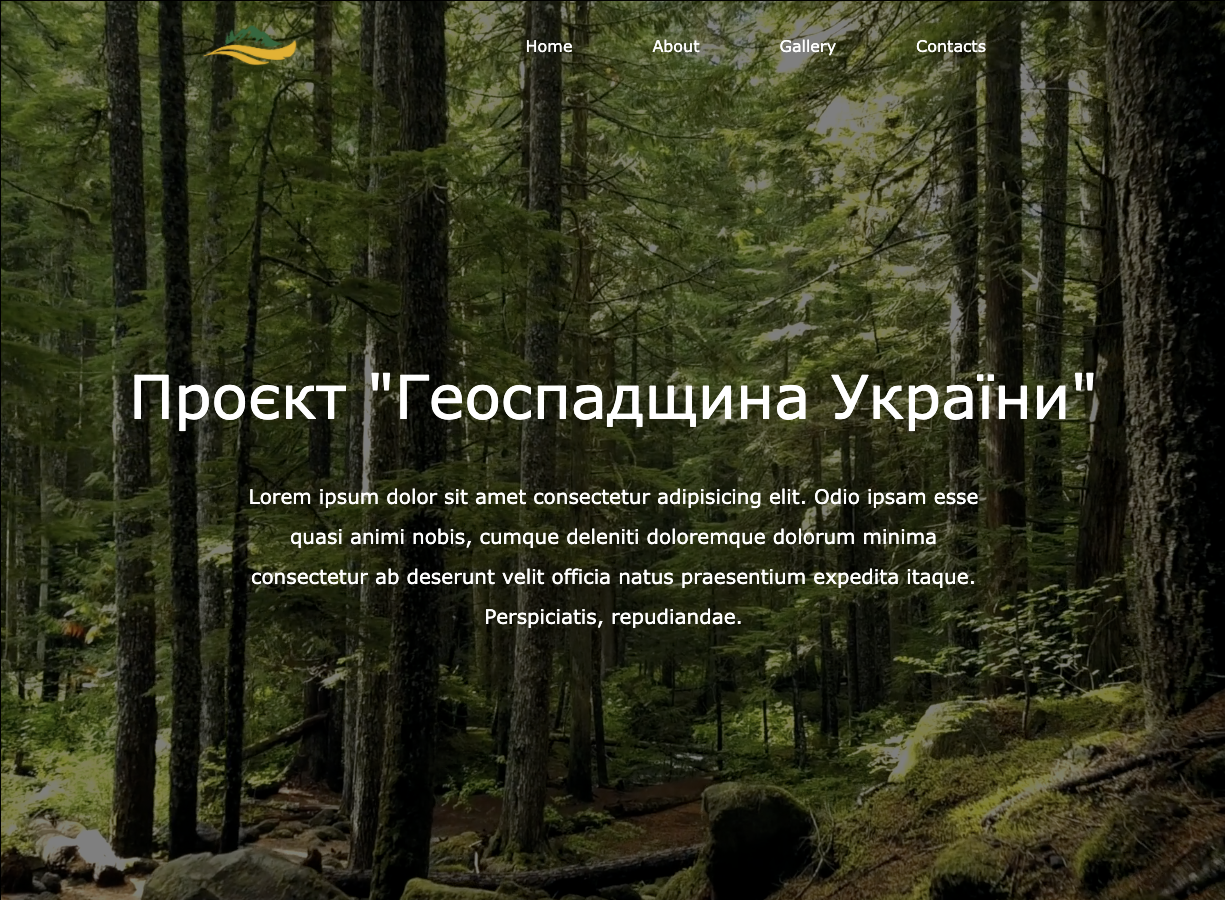 Home About Gallery Contacts
Проєкт "Геоспадщина України"
Lorem ipsum dolor sit amet consectetur adipisicing elit. Odio ipsam esse
quasi animi nobis, cumque deleniti doloremque dolorum minima
consectetur ab deserunt velit officia natus praesentium expedita itaque.
Perspiciatis, repudiandae.